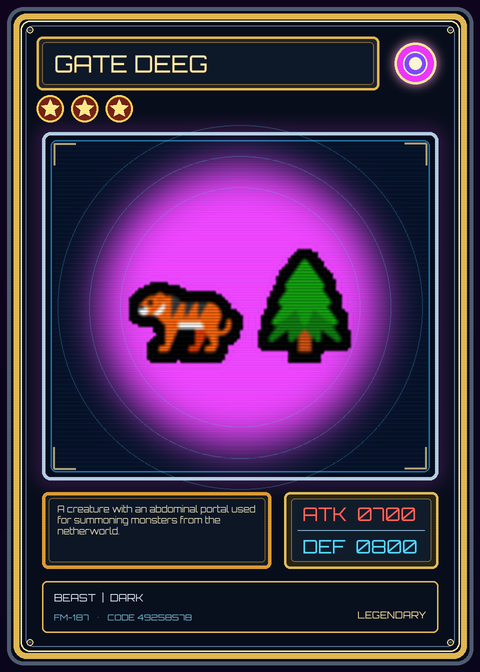 GATE DEEG
A creature with an abdominal portal used
for summoning monsters from the
netherworld.
ATK 0700
DEF 0800
BEAST | DARK
FM-187 · CODE 49258578
LEGENDARY